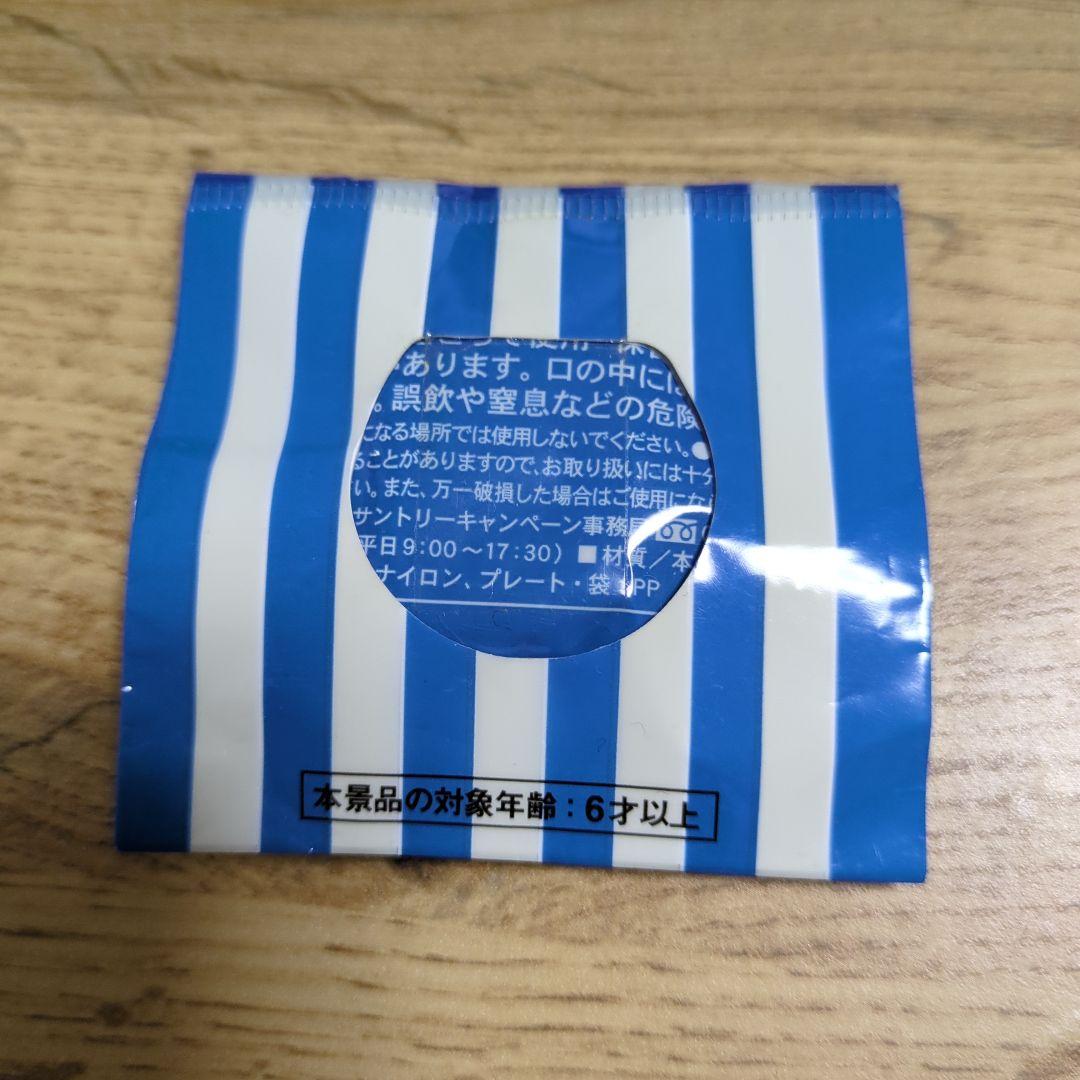 あります。口の中には
。誤飲や窒息などの危険
になる場所では使用しないでください。●
ることがありますので、お取り扱いには十分
い。また、万一破損した場合はご使用にな
サントリーキャンペーン事務局
平日9:00～17:30) ■材質／本
ナイロン、プレート・袋:PP
本景品の対象年齢:6才以上